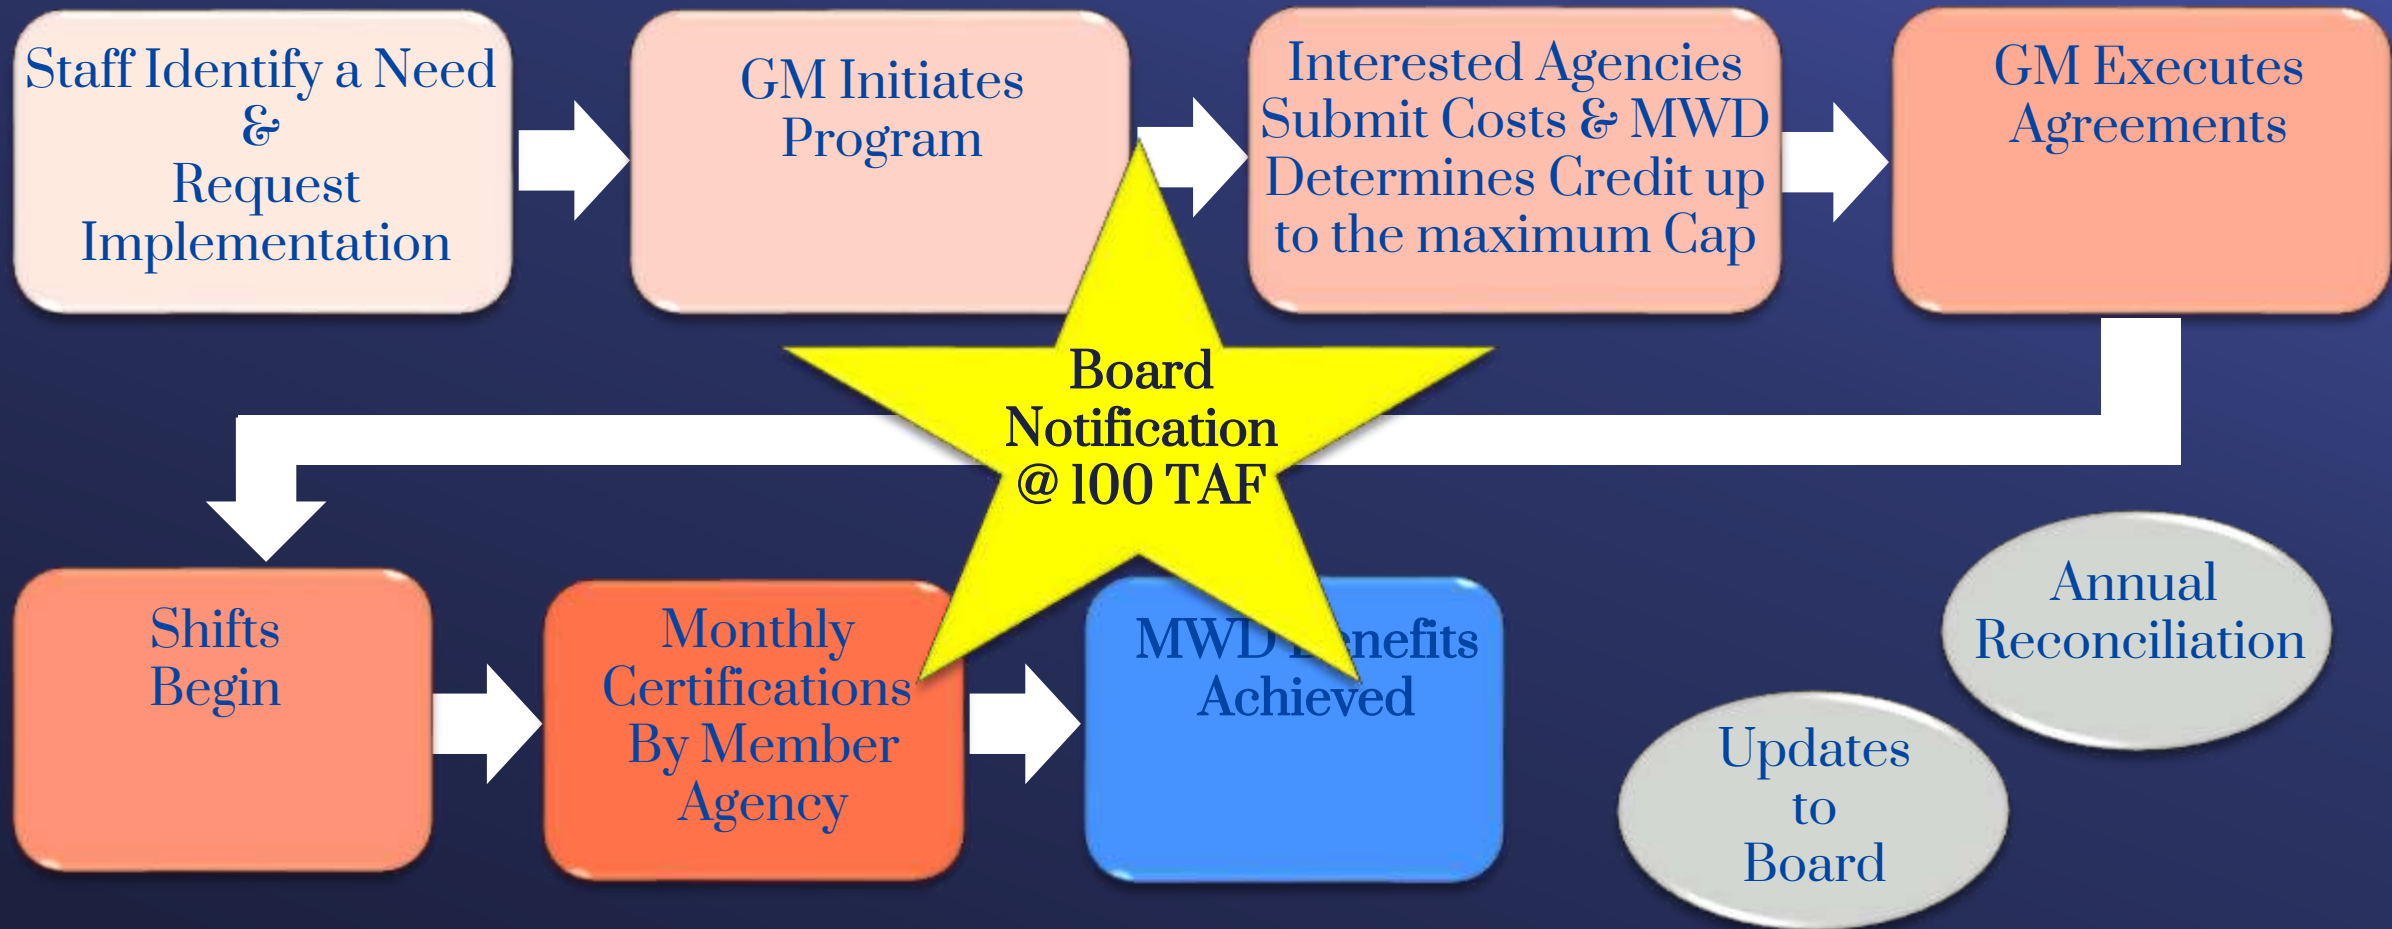 Staff Identify a Need
&
Request
Implementation
GM Initiates
Program
Interested Agencies
Submit Costs & MWD
Determines Credit up
to the maximum Cap
GM Executes
Agreements
Board
Notification
@ 100 TAF
Shifts
Begin
Monthly
Certifications
By Member
Agency
MWD Benefits
Achieved
Annual
Reconciliation
Updates
to
Board